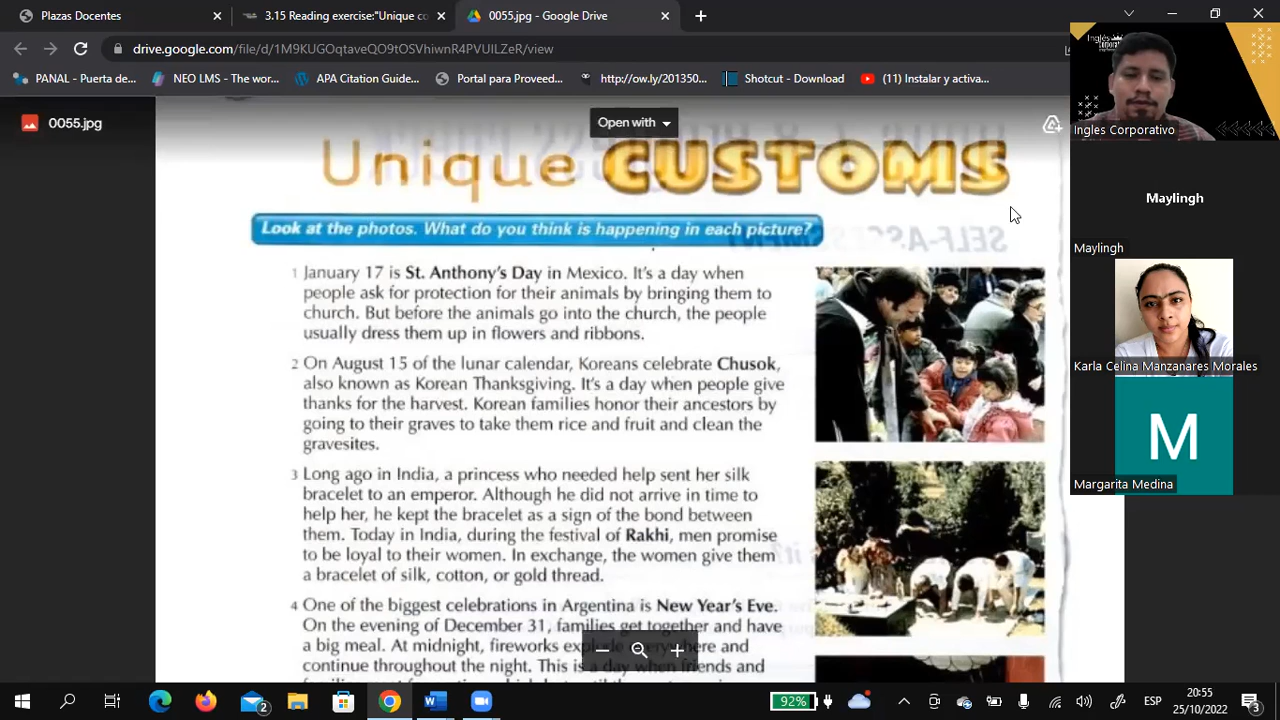 Plazas Docentes
3.15 Reading exercise:"Unique co
0055.jpg - Google Drive
drive.google.com/file/d/1M9KUGOqtaveQO9FQSVhiwnR4PVUILZeR/view
PANAL - Puerta de...
NEO LMS - The wor...
APA Citation Guide...
Portal para Proveed...
http://ow.ly/201350...
Shotcut - Download
(11) Instalar y activa...
0055.jpg
Open with
Unique CUSTOMS
Look at the photos. What do you think is happening in each picture?
1 January 17 is St. Anthony's Day in Mexico. It's a day when
people ask for protection for their animals by bringing them to
church. But before the animals go into the church, the people
usually dress them up in flowers and ribbons.
2 On August 15 of the lunar calendar, Koreans celebrate Chusok,
also known as Korean Thanksgiving. It's a day when people give
thanks for the harvest. Korean families honor their ancestors by
going to their graves to take them rice and fruit and clean the
gravesites.
3 Long ago in India, a princess who needed help sent her silk
bracelet to an emperor. Although he did not arrive in time to
help her, he kept the bracelet as a sign of the bond between
them. Today in India, during the festival of Rakhi, men promise
to be loyal to their women. In exchange, the women give them
a bracelet of silk, cotton, or gold thread.
4 One of the biggest celebrations in Argentina is New Year's Eve.
On the evening of December 31, families get together and have
a big meal. At midnight, fireworks here and
continue throughout the night. This is a day when friends and
Ingles Corporativo
Maylingh
Maylingh
Karla Celina Manzanares Morales
M
Margarita Medina
92%
ESP
20:55
25/10/2022
2
3